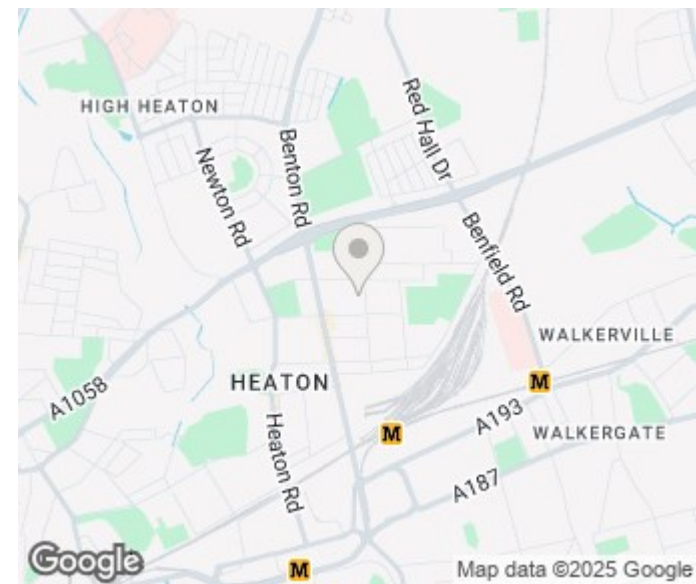 HIGH HEATON
Red Hall Dr
Benton Rd
Newton Rd
Benfield Rd
WALKERVILLE
HEATON
M
A1058
A193
M
Heaton Rd
WALKERGATE
A187
M
Google
Map data ©2025 Google